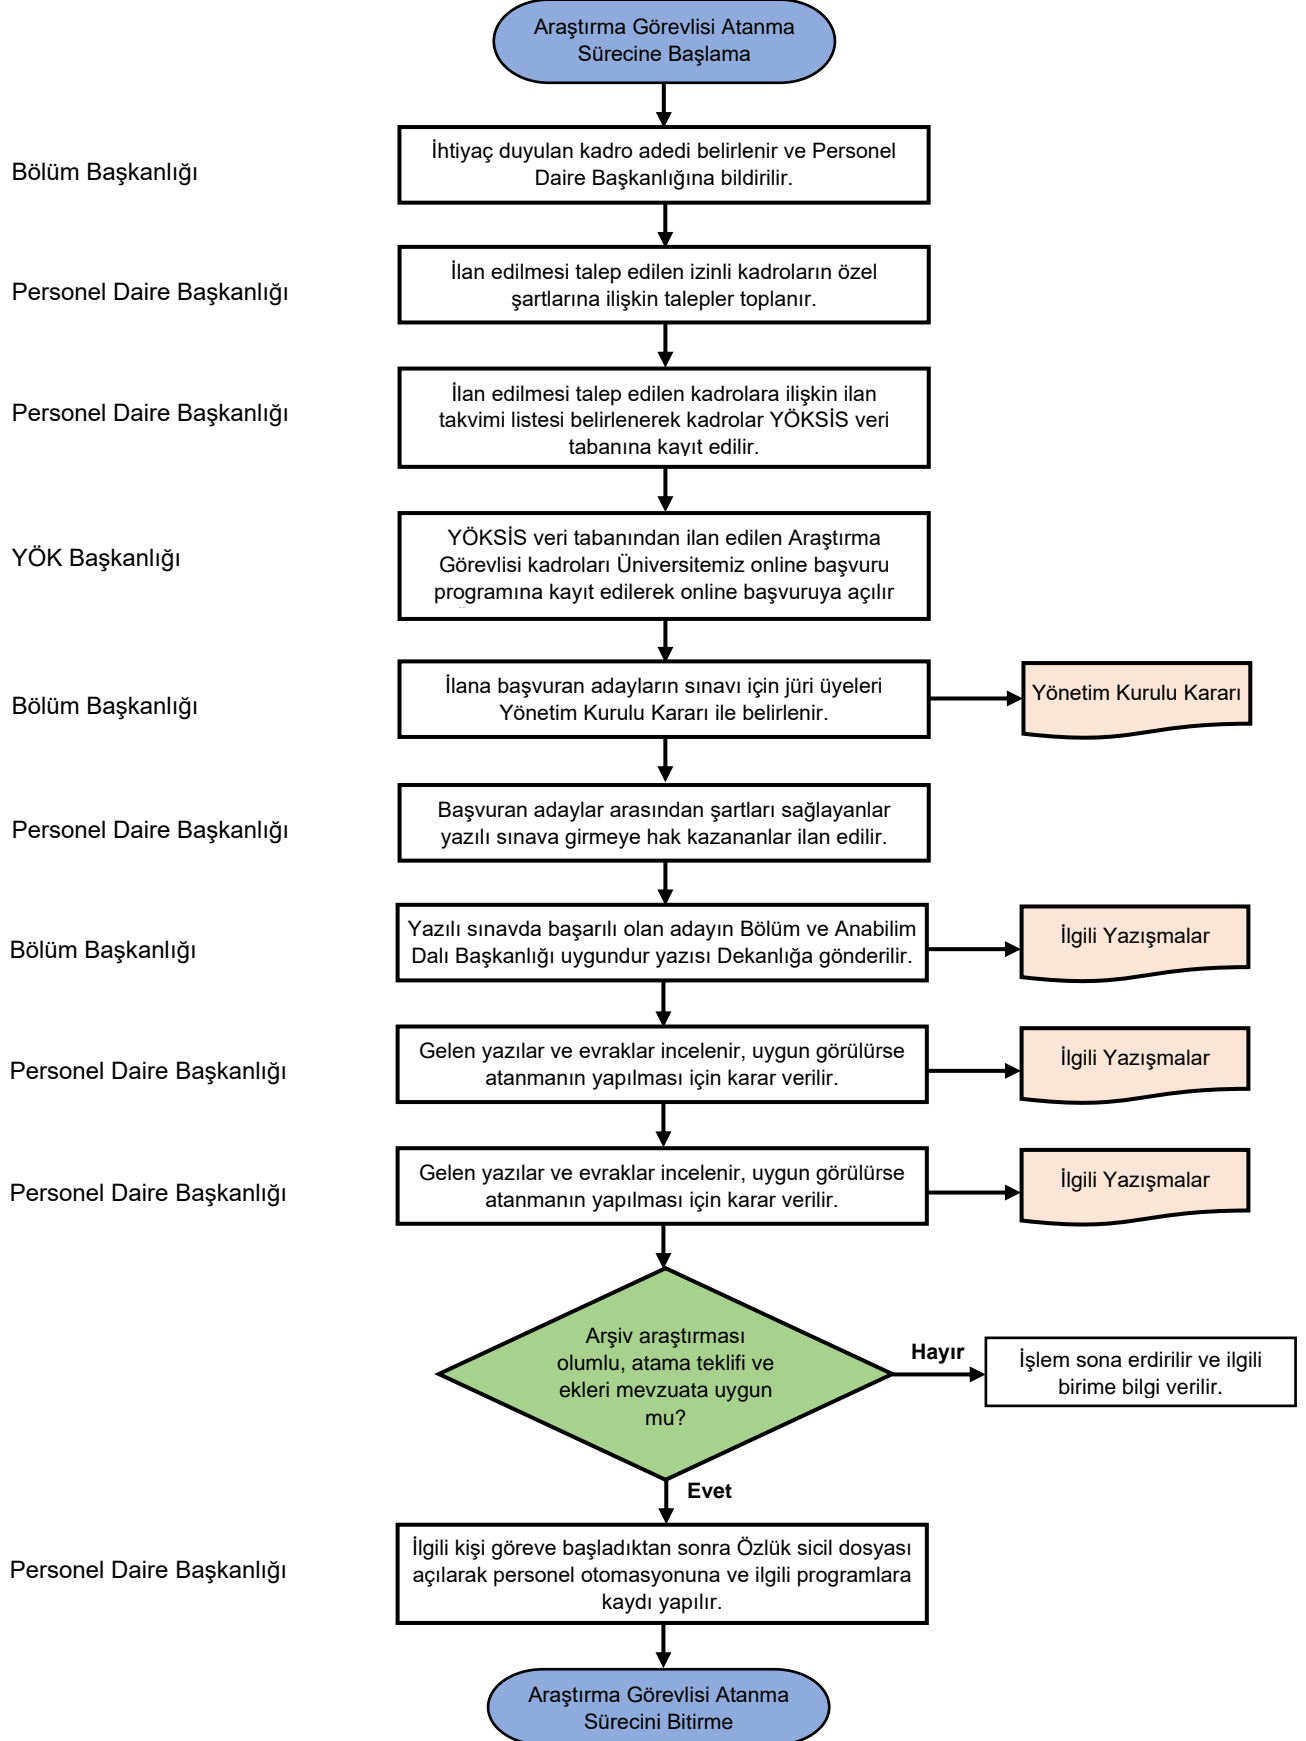 Araştırma Görevlisi Atanma
Sürecine Başlama
Bölüm Başkanlığı
İhtiyaç duyulan kadro adedi belirlenir ve Personel
Daire Başkanlığına bildirilir.
Personel Daire Başkanlığı
İlan edilmesi talep edilen izinli kadroların özel
şartlarına ilişkin talepler toplanır.
Personel Daire Başkanlığı
İlan edilmesi talep edilen kadrolara ilişkin ilan
takvimi listesi belirlenerek kadrolar YÖKSİS veri
tabanına kayıt edilir.
YÖK Başkanlığı
YÖKSİS veri tabanından ilan edilen Araştırma
Görevlisi kadroları Üniversitemiz online başvuru
programına kayıt edilerek online başvuruya açılır
Bölüm Başkanlığı
İlana başvuran adayların sınavı için jüri üyeleri
Yönetim Kurulu Kararı ile belirlenir.
Yönetim Kurulu Kararı
Personel Daire Başkanlığı
Başvuran adaylar arasından şartları sağlayanlar
yazılı sınava girmeye hak kazananlar ilan edilir.
Bölüm Başkanlığı
Yazılı sınavda başarılı olan adayın Bölüm ve Anabilim
Dalı Başkanlığı uygundur yazısı Dekanlığa gönderilir.
İlgili Yazışmalar
Personel Daire Başkanlığı
Gelen yazılar ve evraklar incelenir, uygun görülürse
atanmanın yapılması için karar verilir.
İlgili Yazışmalar
Personel Daire Başkanlığı
Gelen yazılar ve evraklar incelenir, uygun görülürse
atanmanın yapılması için karar verilir.
İlgili Yazışmalar
Arşiv araştırması
olumlu, atama teklifi ve
ekleri mevzuata uygun
mu?
Hayır
İşlem sona erdirilir ve ilgili
birime bilgi verilir.
Evet
Personel Daire Başkanlığı
İlgili kişi göreve başladıktan sonra Özlük sicil dosyası
açılarak personel otomasyonuna ve ilgili programlara
kaydı yapılır.
Araştırma Görevlisi Atanma
Sürecini Bitirme